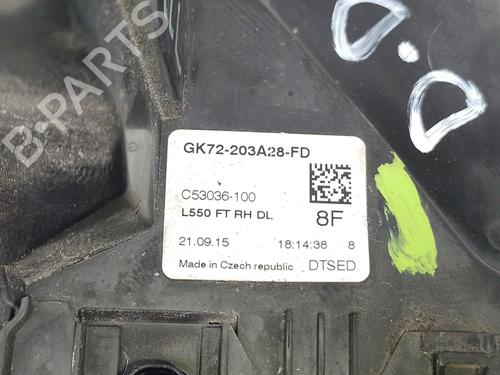 D.D
GK72-203A28-FD
C53036-100
L550 FT RH DL
8F
21.09.15 18:14:38 8
Made in Czech republic DTSED
B-PARTS